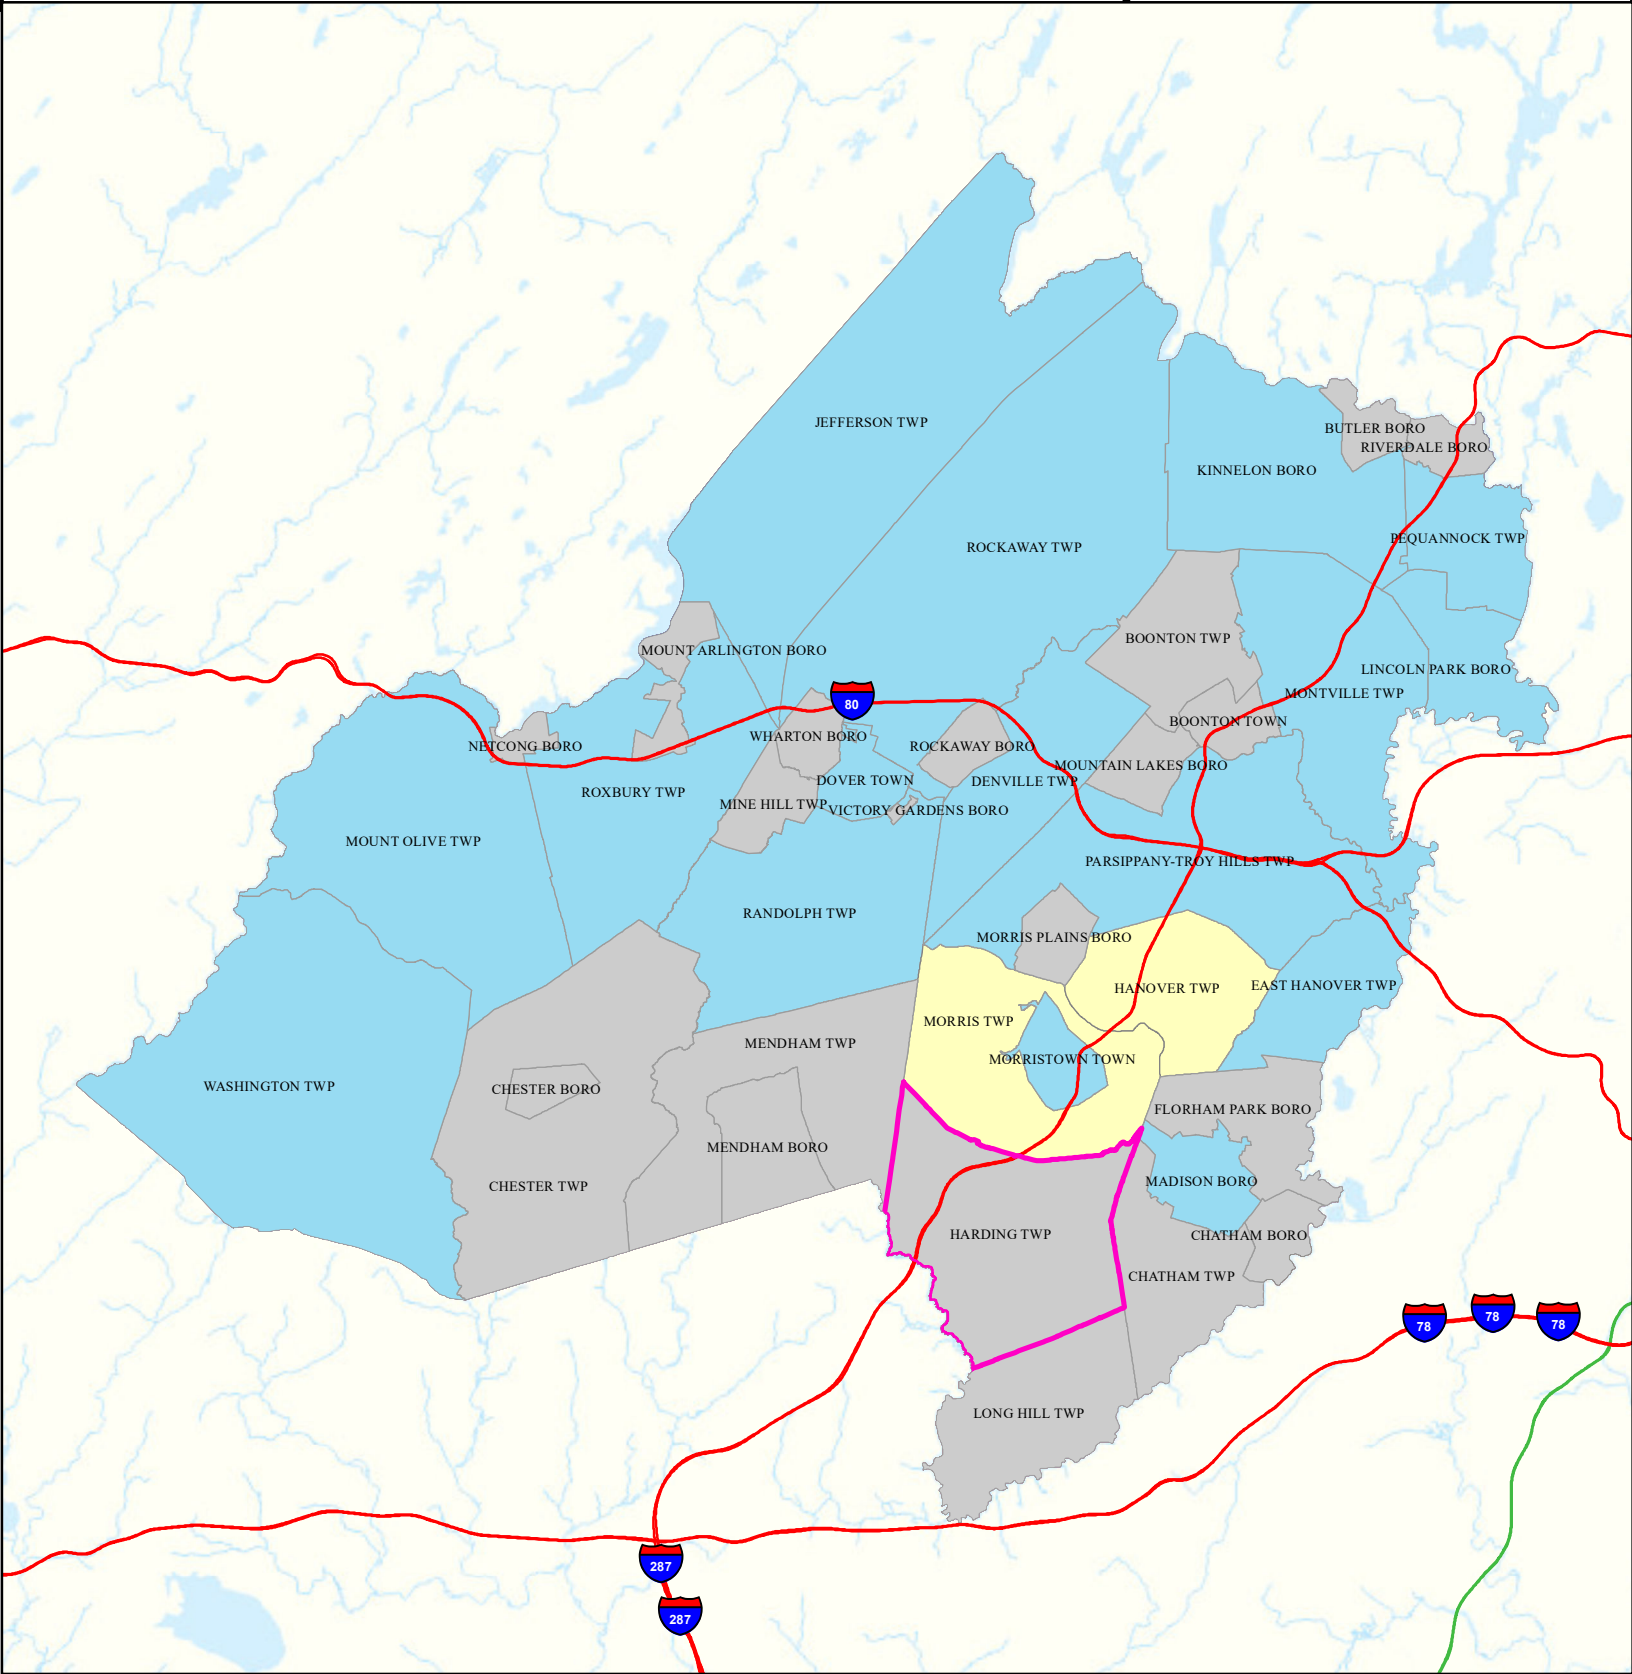 JEFFERSON TWP
BUTLER BORO
RIVERDALE BORO
KINNELON BORO
PEQUANNOCK TWP
ROCKAWAY TWP
BOONTON TWP
MOUNT ARLINGTON BORO
LINCOLN PARK BORO
MONTVILLE TWP
80
BOONTON TOWN
NETCONG BORO
WHARTON BORO
ROCKAWAY BORO
MOUNTAIN LAKES BORO
DOVER TOWN
DENVILLE TWP
ROXBURY TWP
MINE HILL TWP
VICTORY GARDENS BORO
MOUNT OLIVE TWP
PARSIPPANY-TROY HILLS TWP
RANDOLPH TWP
MORRIS PLAINS BORO
HANOVER TWP
EAST HANOVER TWP
MORRIS TWP
MENDHAM TWP
MORRISTOWN TOWN
WASHINGTON TWP
CHESTER BORO
FLORHAM PARK BORO
MENDHAM BORO
CHESTER TWP
MADISON BORO
HARDING TWP
CHATHAM BORO
CHATHAM TWP
78
78
78
LONG HILL TWP
287
287